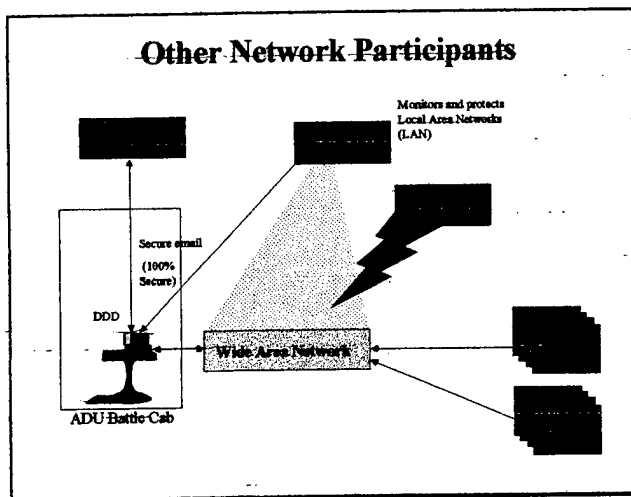 Other Network Participants
Monitors and protects
Local Area Networks
(LAN)
Secure email
(100%
Secure)
DDD
Wide Area Network
ADU Battle Cab